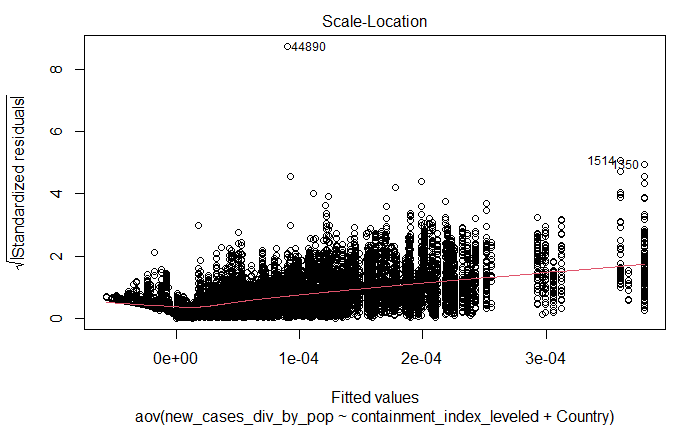 Scale-Location
44890
1514
1350
8
6
4
2
0
√|Standardized residuals|
0e+00 1e-04 2e-04 3e-04
Fitted values
aov(new_cases_div_by_pop ~ containment_index_leveled + Country)